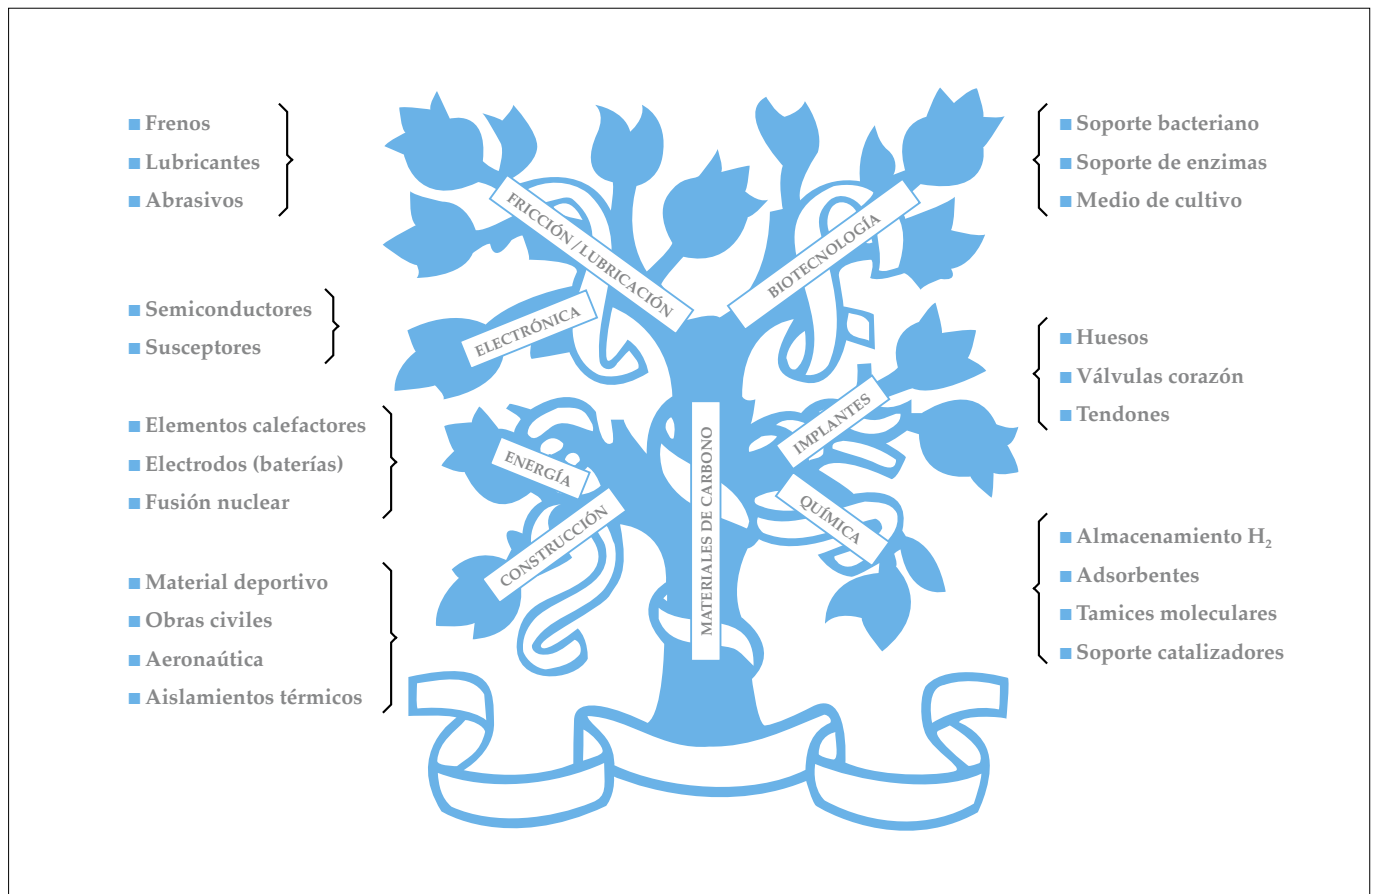 Frenos
Lubricantes
Abrasivos
Semiconductores
Susceptores
Elementos calefactores
Electrodos (baterías)
Fusión nuclear
Material deportivo
Obras civiles
Aeronaútica
Aislamientos térmicos
FRICCIÓN / LUBRICACIÓN
ELECTRÓNICA
ENERGÍA
CONSTRUCCIÓN
MATERIALES DE CARBONO
BIOTECNOLOGÍA
IMPLANTES
QUÍMICA
Soporte bacteriano
Soporte de enzimas
Medio de cultivo
Huesos
Válvulas corazón
Tendones
Almacenamiento H₂
Adsorbentes
Tamices moleculares
Soporte catalizadores